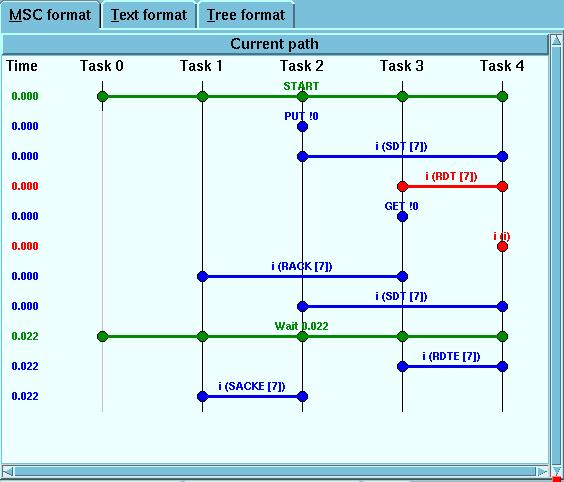 MSC format Text format Tree format
Current path
Time Task 0 Task 1 Task 2 Task 3 Task 4
0.000 START
0.000 PUT !0
0.000 i (SDT [7])
0.000 i (RDT [7])
0.000 GET !0
0.000 i (i)
0.000 i (RACK [7])
0.000 i (SDT [7])
0.022 Wait 0.022
0.022 i (RDTE [7])
0.022 i (SACKE [7])